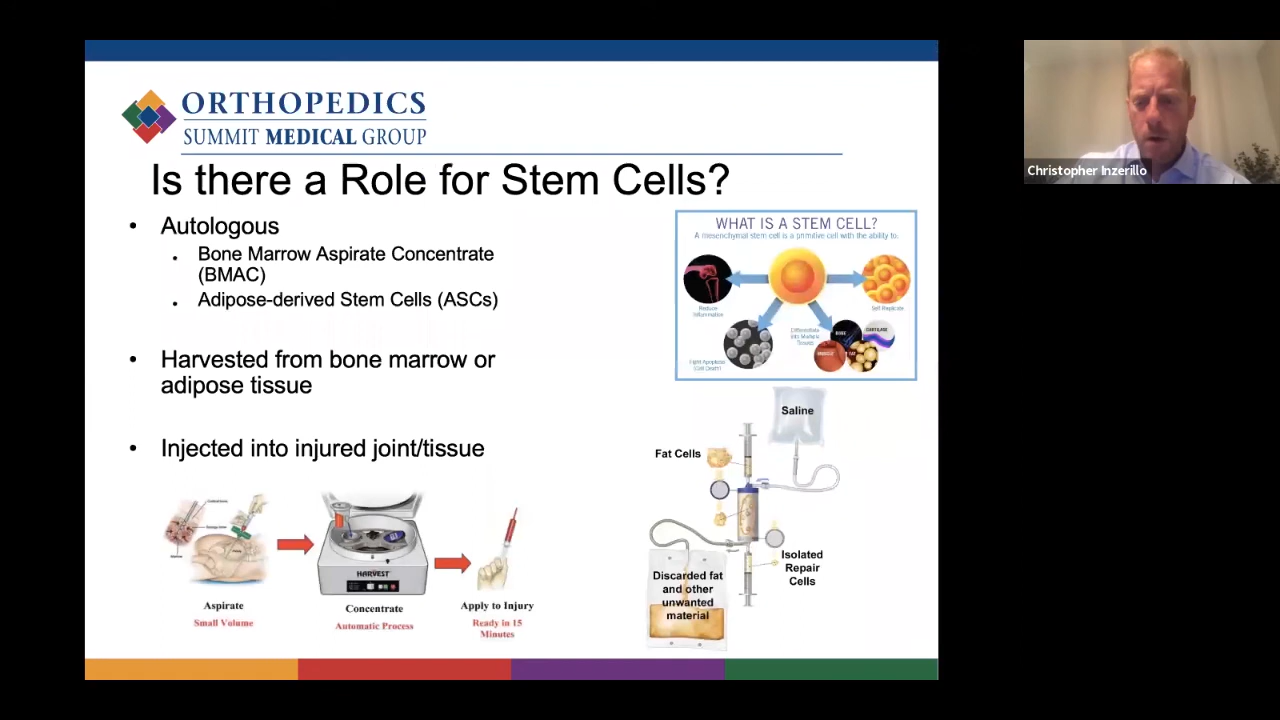 ORTHOPEDICS
SUMMIT MEDICAL GROUP
Is there a Role for Stem Cells?
• Autologous
• Bone Marrow Aspirate Concentrate
(BMAC)
• Adipose-derived Stem Cells (ASCs)
• Harvested from bone marrow or
adipose tissue
• Injected into injured joint/tissue
WHAT IS A STEM CELL?
A mesenchymal stem cell is a primitive cell with the ability to:
Reduce
Inflammation
Self Replicate
Differentiate
into Multiple
Tissues
BONE
CARTILAGE
MUSCLE
FAT
Fight Apoptosis
(Cell Death)
Saline
Fat Cells
Isolated
Repair
Cells
Discarded fat
and other
unwanted
material
HARVEST
Aspirate
Small Volume
Concentrate
Automatic Process
Apply to Injury
Ready in 15
Minutes
Christopher Inzerillo